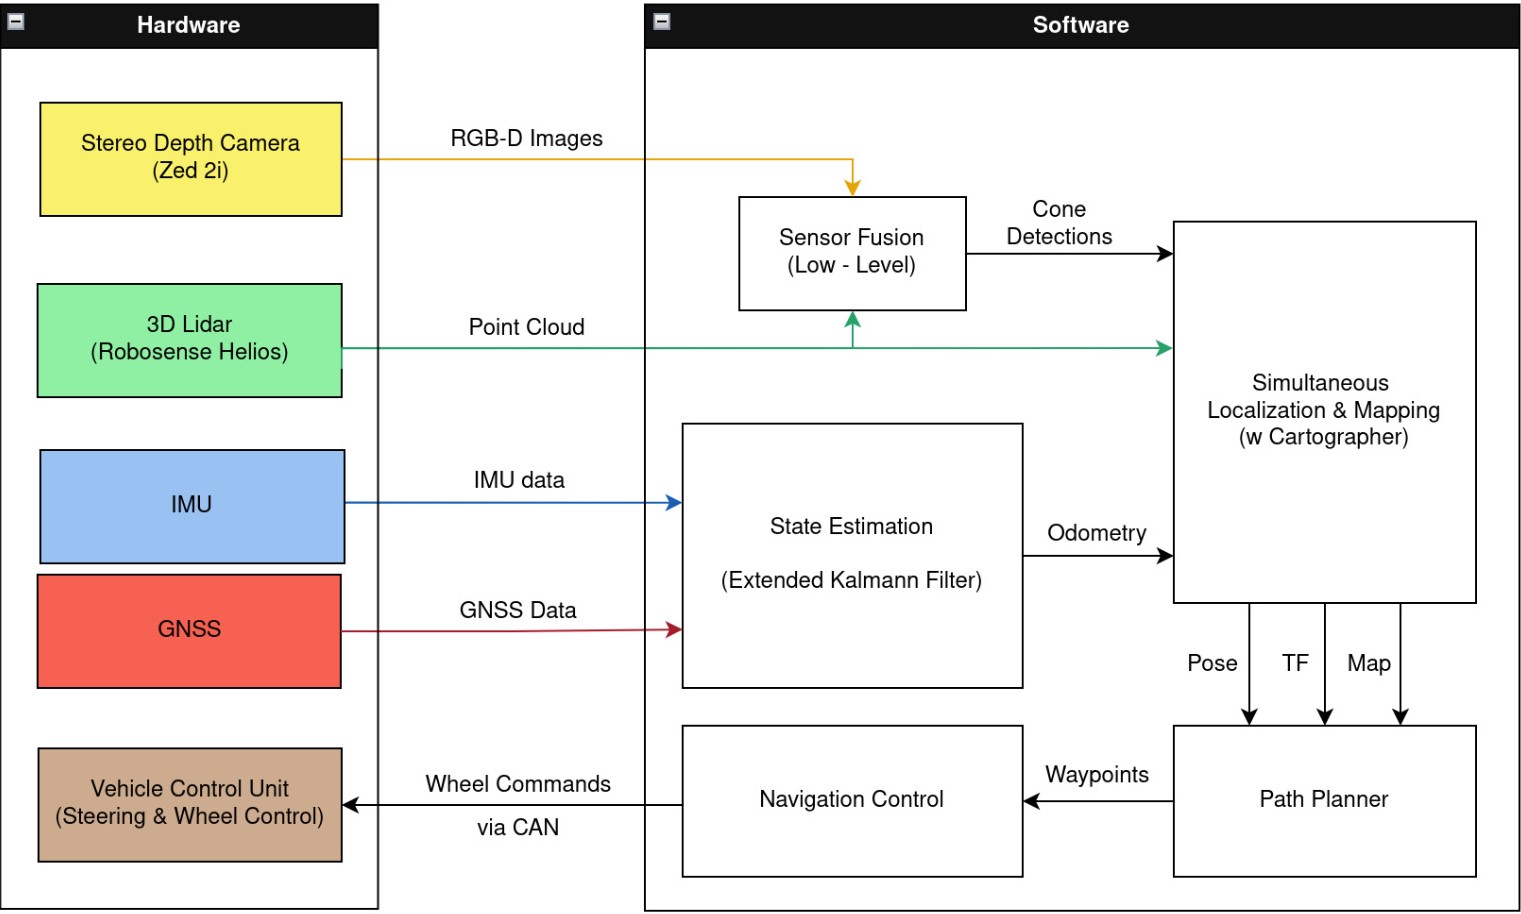 Hardware
Software
Stereo Depth Camera
(Zed 2i)
RGB-D Images
Sensor Fusion
(Low - Level)
Cone
Detections
3D Lidar
(Robosense Helios)
Point Cloud
Simultaneous
Localization & Mapping
(w Cartographer)
IMU
IMU data
State Estimation
(Extended Kalmann Filter)
Odometry
GNSS
GNSS Data
Pose
TF
Map
Vehicle Control Unit
(Steering & Wheel Control)
Wheel Commands
via CAN
Navigation Control
Waypoints
Path Planner